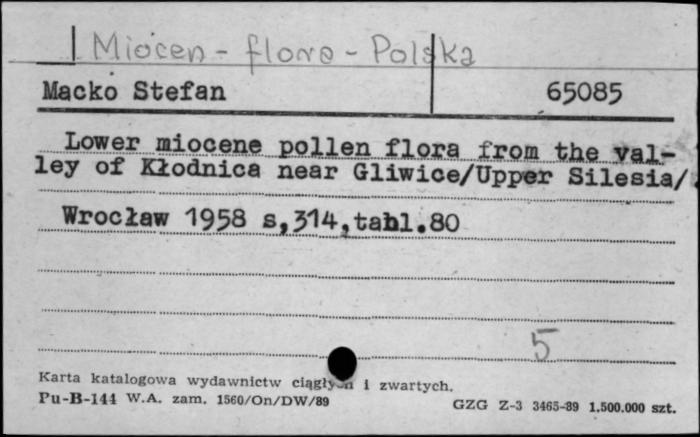 Miocen - flora - Polska
Macko Stefan 65085
Lower miocene pollen flora from the val-
ley of Kłodnica near Gliwice/Upper Silesia/
Wrocław 1958 s,314,tabl.80
5
Karta katalogowa wydawnictw ciągłych i zwartych.
Pu-B-144 W.A. zam. 1560/On/DW/89 GZG Z-3 3465-89 1.500.000 szt.